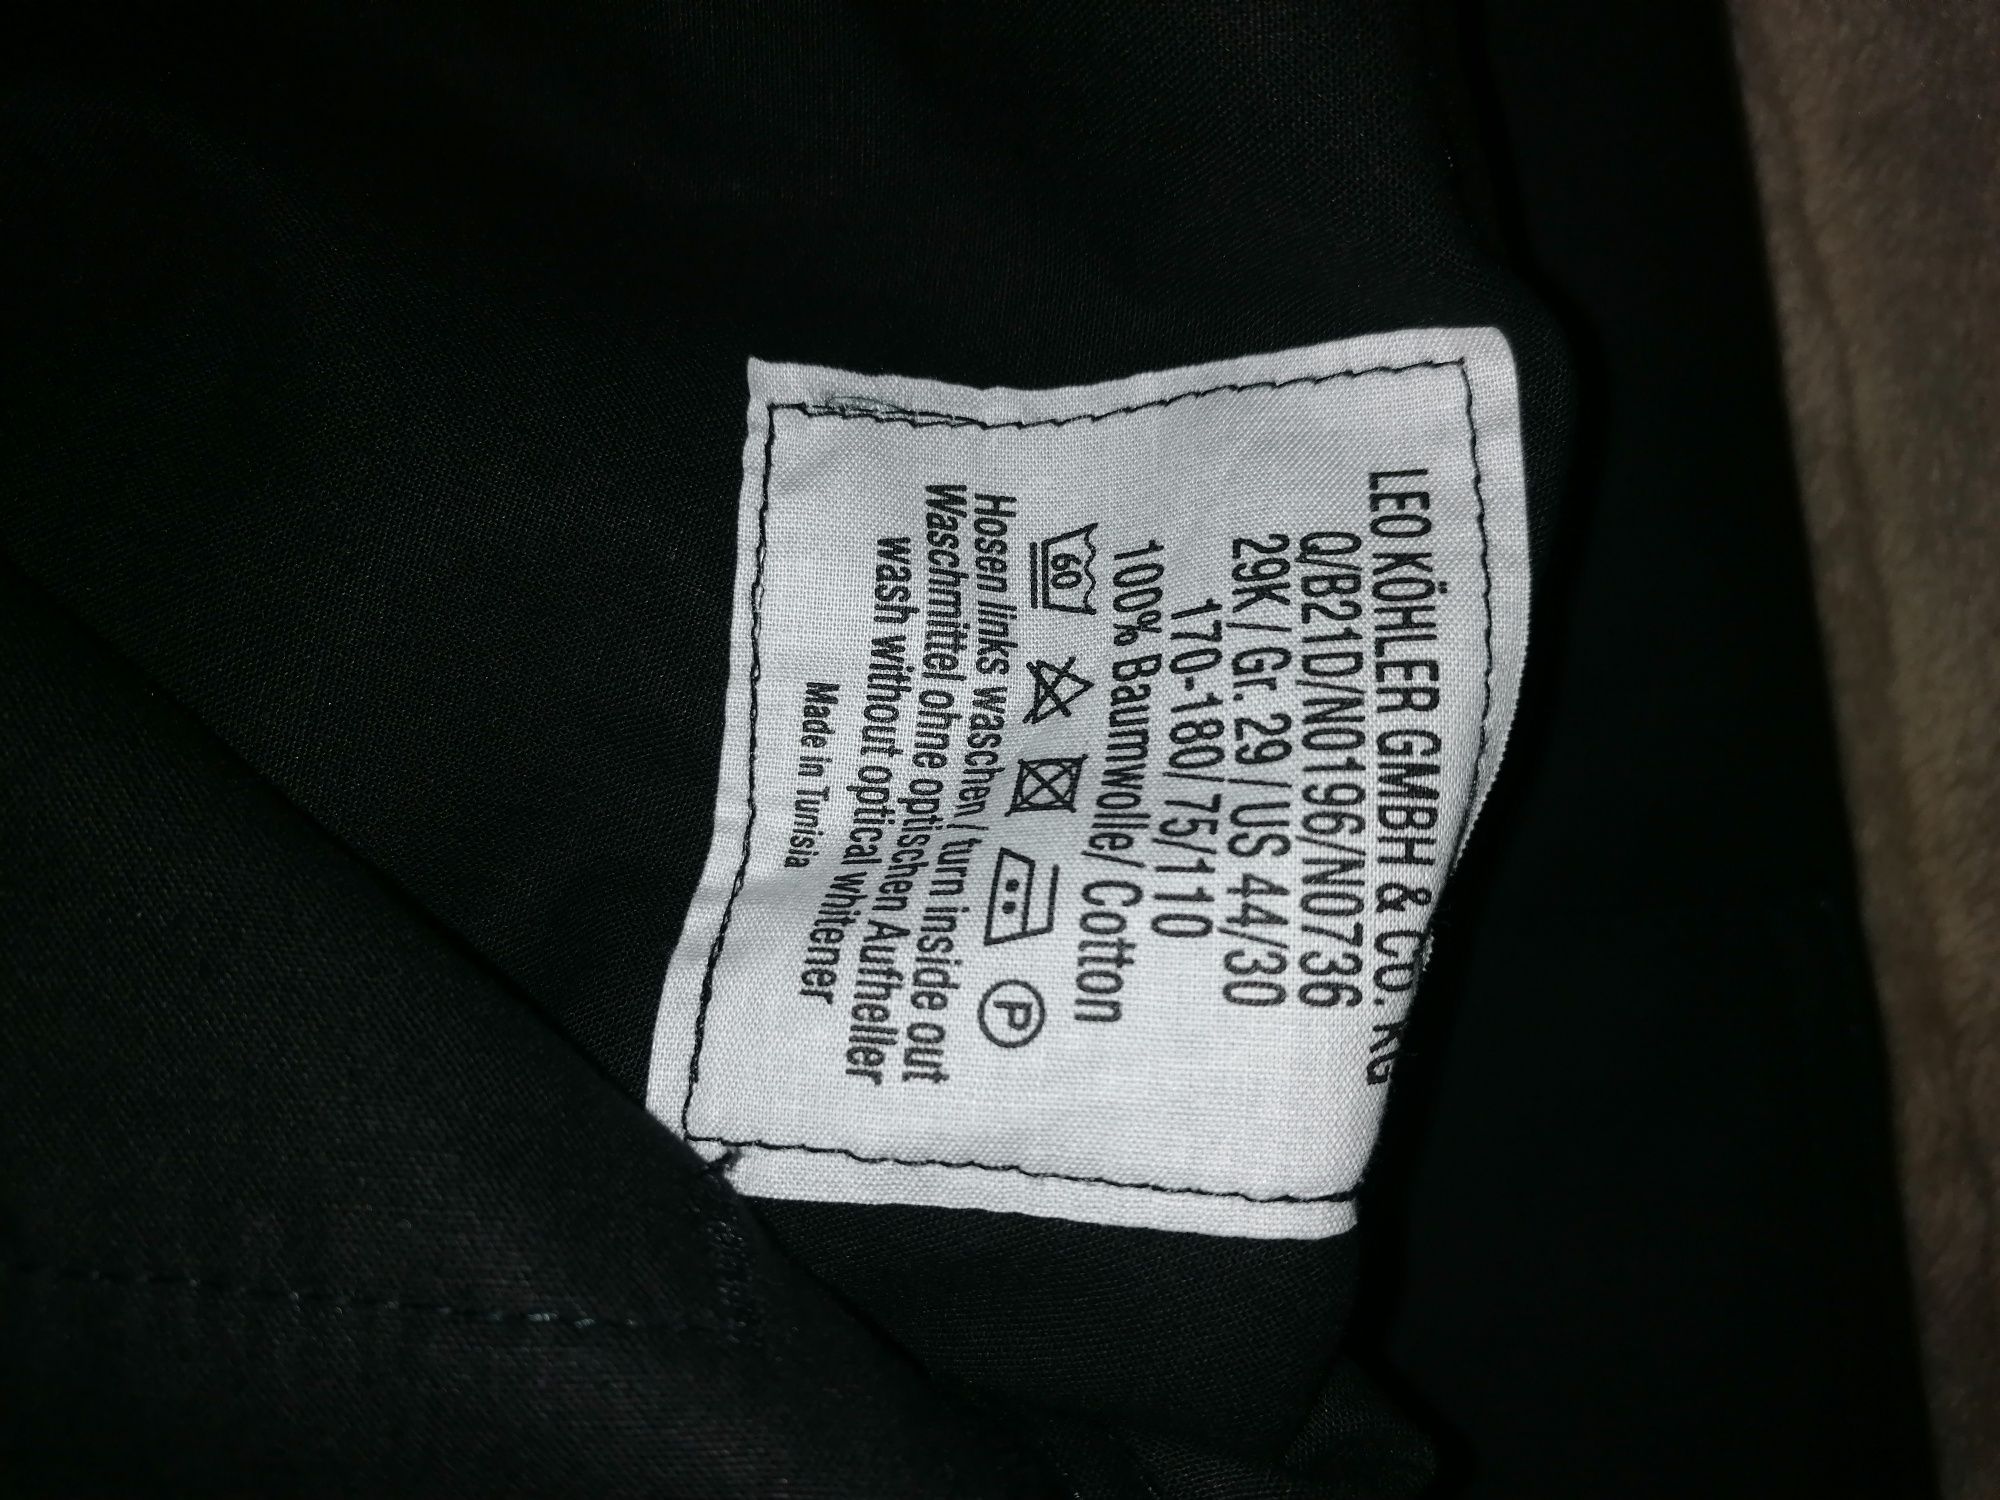 LEO KÖHLER GMBH & CO. KG
Q/B21D/N0196/N0736
29K / Gr. 29 / US 44/30
170-180/ 75/110
100% Baumwolle/ Cotton
60 P
Hosen links waschen / turn inside out
Waschmittel ohne optischen Aufheller
wash without optical whitener
Made in Tunisia